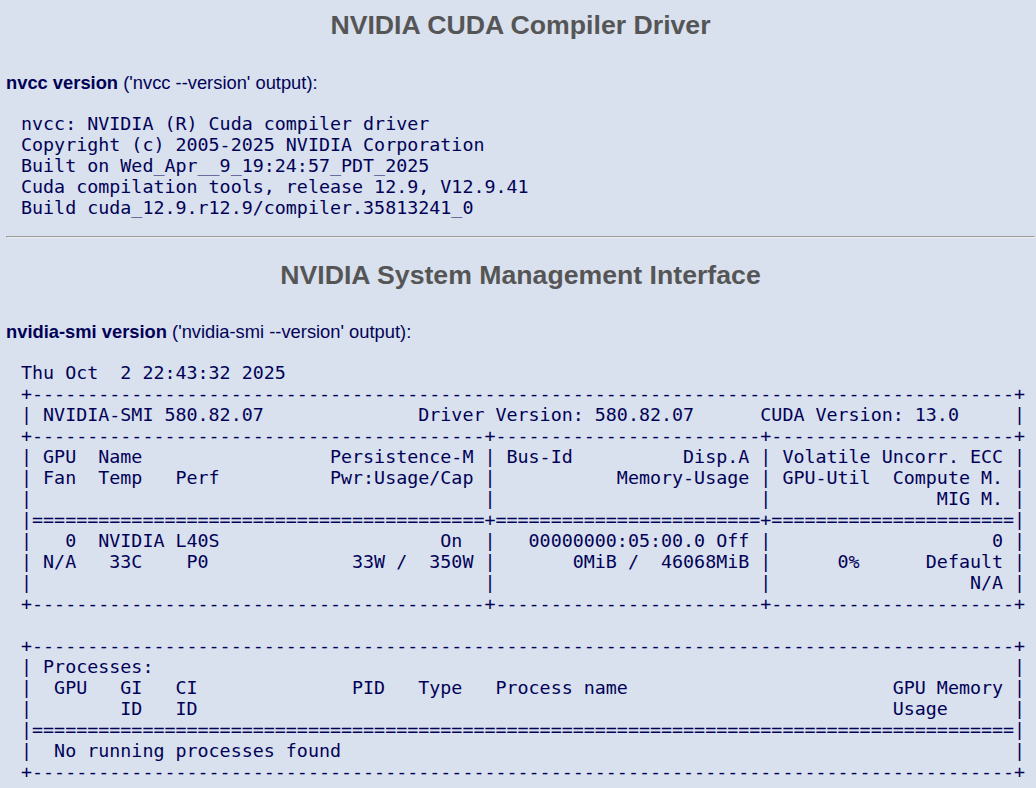 NVIDIA CUDA Compiler Driver
nvcc version ('nvcc --version' output):
nvcc: NVIDIA (R) Cuda compiler driver
Copyright (c) 2005-2025 NVIDIA Corporation
Built on Wed_Apr__9_19:24:57_PDT_2025
Cuda compilation tools, release 12.9, V12.9.41
Build cuda_12.9.r12.9/compiler.35813241_0
NVIDIA System Management Interface
nvidia-smi version ('nvidia-smi --version' output):
Thu Oct  2 22:43:32 2025
+-----------------------------------------------------------------------------------------+
| NVIDIA-SMI 580.82.07              Driver Version: 580.82.07      CUDA Version: 13.0     |
+-----------------------------------------+------------------------+----------------------+
| GPU  Name                 Persistence-M | Bus-Id          Disp.A | Volatile Uncorr. ECC |
| Fan  Temp   Perf          Pwr:Usage/Cap |           Memory-Usage | GPU-Util  Compute M. |
|                                         |                        |               MIG M. |
|=========================================+========================+======================|
|   0  NVIDIA L40S                    On  |   00000000:05:00.0 Off |                    0 |
| N/A   33C    P0             33W /  350W |       0MiB /  46068MiB |      0%      Default |
|                                         |                        |                  N/A |
+-----------------------------------------+------------------------+----------------------+
+-----------------------------------------------------------------------------------------+
| Processes:                                                                              |
|  GPU   GI   CI              PID   Type   Process name                        GPU Memory |
|        ID   ID                                                               Usage      |
|=========================================================================================|
|  No running processes found                                                             |
+-----------------------------------------------------------------------------------------+